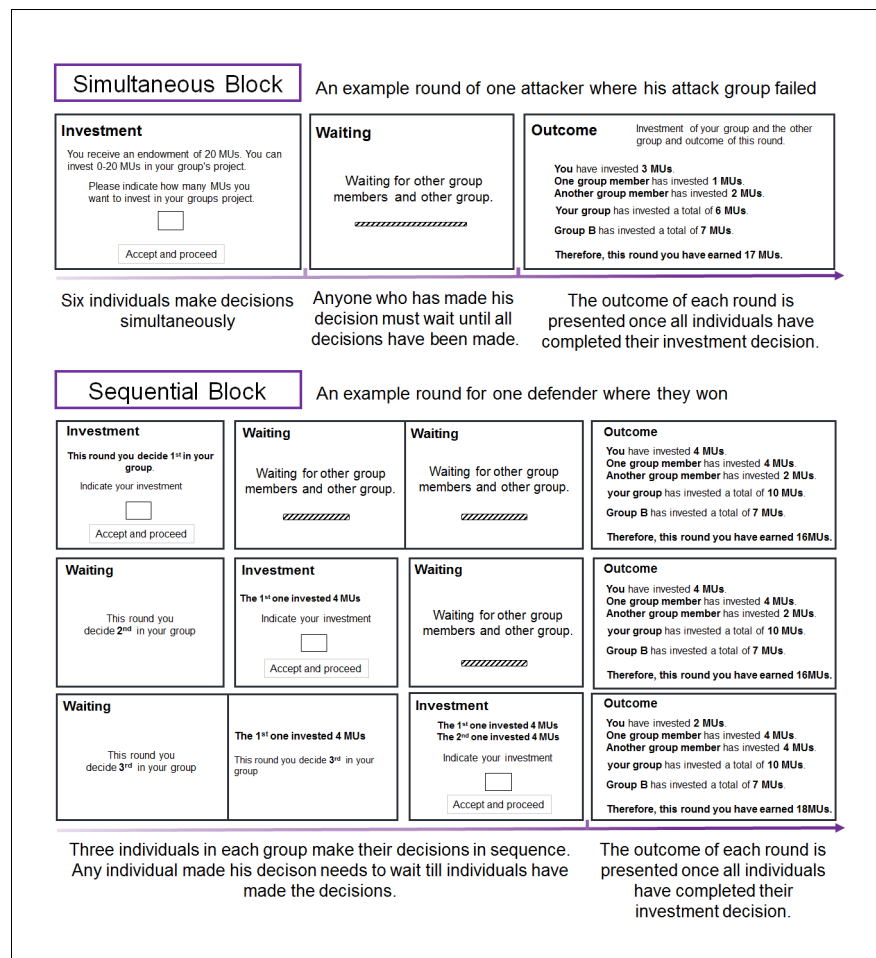 Simultaneous Block
An example round of one attacker where his attack group failed
Investment
You receive an endowment of 20 MUs. You can
invest 0-20 MUs in your group's project.
Please indicate how many MUs you
want to invest in your groups project.
Accept and proceed
Waiting
Waiting for other group
members and other group.
Outcome
Investment of your group and the other
group and outcome of this round.
You have invested 3 MUs.
One group member has invested 1 MUs.
Another group member has invested 2 MUs.
Your group has invested a total of 6 MUs.
Group B has invested a total of 7 MUs.
Therefore, this round you have earned 17 MUs.
Six individuals make decisions
simultaneously
Anyone who has made his
decision must wait until all
decisions have been made.
The outcome of each round is
presented once all individuals have
completed their investment decision.
Sequential Block
An example round for one defender where they won
Investment
This round you decide 1st in your
group.
Indicate your investment
Accept and proceed
Waiting
Waiting for other group
members and other group.
Waiting
Waiting for other group
members and other group.
Outcome
You have invested 4 MUs.
One group member has invested 4 MUs.
Another group member has invested 2 MUs.
your group has invested a total of 10 MUs.
Group B has invested a total of 7 MUs.
Therefore, this round you have earned 16MUs.
Waiting
This round you
decide 2nd in your group
Investment
The 1st one invested 4 MUs
Indicate your investment
Accept and proceed
Waiting
Waiting for other group
members and other group.
Outcome
You have invested 4 MUs.
One group member has invested 4 MUs.
Another group member has invested 2 MUs.
your group has invested a total of 10 MUs.
Group B has invested a total of 7 MUs.
Therefore, this round you have earned 16MUs.
Waiting
This round you
decide 3rd in your group
The 1st one invested 4 MUs
This round you decide 3rd in your
group
Investment
The 1st one invested 4 MUs
The 2nd one invested 4 MUs
Indicate your investment
Accept and proceed
Outcome
You have invested 2 MUs.
One group member has invested 4 MUs.
Another group member has invested 4 MUs.
your group has invested a total of 10 MUs.
Group B has invested a total of 7 MUs.
Therefore, this round you have earned 18MUs.
Three individuals in each group make their decisions in sequence.
Any individual made his decison needs to wait till individuals have
made the decisions.
The outcome of each round is
presented once all individuals
have completed their
investment decision.